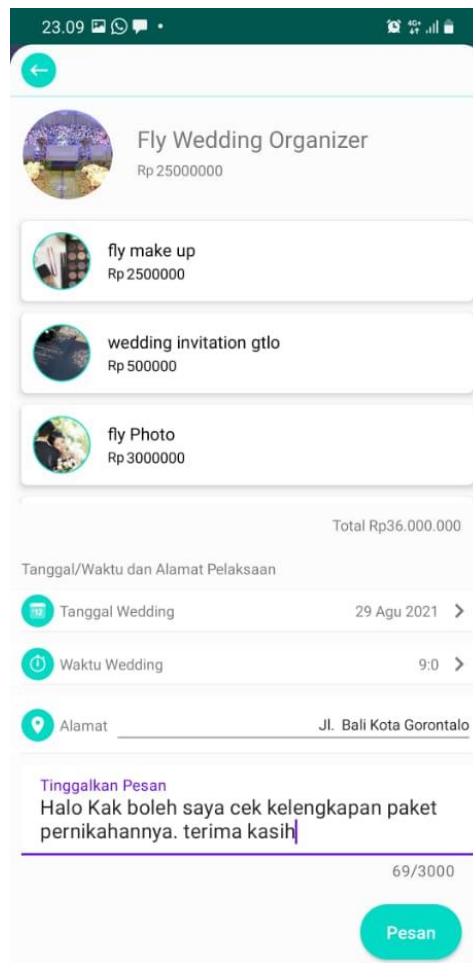 23.09
4G+
Fly Wedding Organizer
Rp 25000000
fly make up
Rp 2500000
wedding invitation gtlo
Rp 500000
fly Photo
Rp 3000000
Total Rp36.000.000
Tanggal/Waktu dan Alamat Pelaksaan
12
Tanggal Wedding 29 Agu 2021
Waktu Wedding 9:0
Alamat Jl. Bali Kota Gorontalo
Tinggalkan Pesan
Halo Kak boleh saya cek kelengkapan paket
pernikahannya. terima kasih
69/3000
Pesan